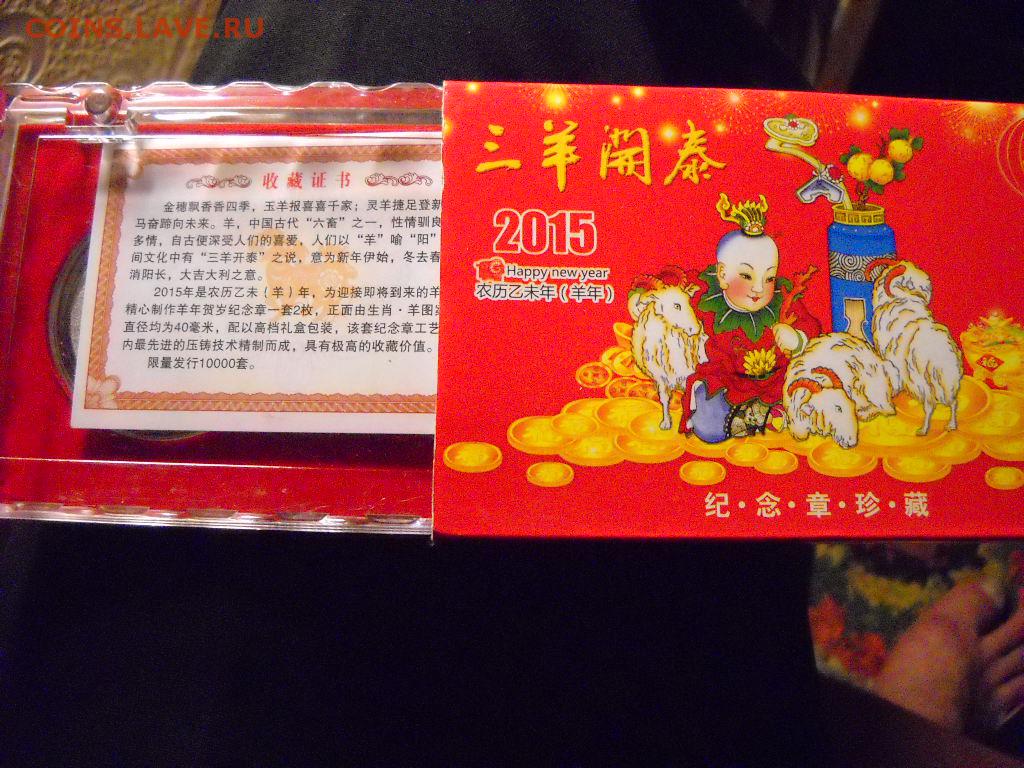 COINS.LAVE.RU
收藏证书
金穗飘香香四季，玉羊报喜喜千家；灵羊捷足登新
马奋蹄向未来。羊，中国古代“六畜”之一，性情驯良
多情，自古便深受人们的喜爱，人们以“羊”喻“阳”
间文化中有“三羊开泰”之说，意为新年伊始，冬去春
消阳长，大吉大利之意。
2015年是农历乙未（羊）年，为迎接即将到来的羊
精心制作羊年贺岁纪念章一套2枚，正面由生肖·羊图
直径均为40毫米，配以高档礼盒包装，该套纪念章工艺
内最先进的压铸技术精制而成，具有极高的收藏价值。
限量发行10000套。
三羊開泰
2015
Happy new year
农历乙未年（羊年）
福
纪·念·章·珍·藏